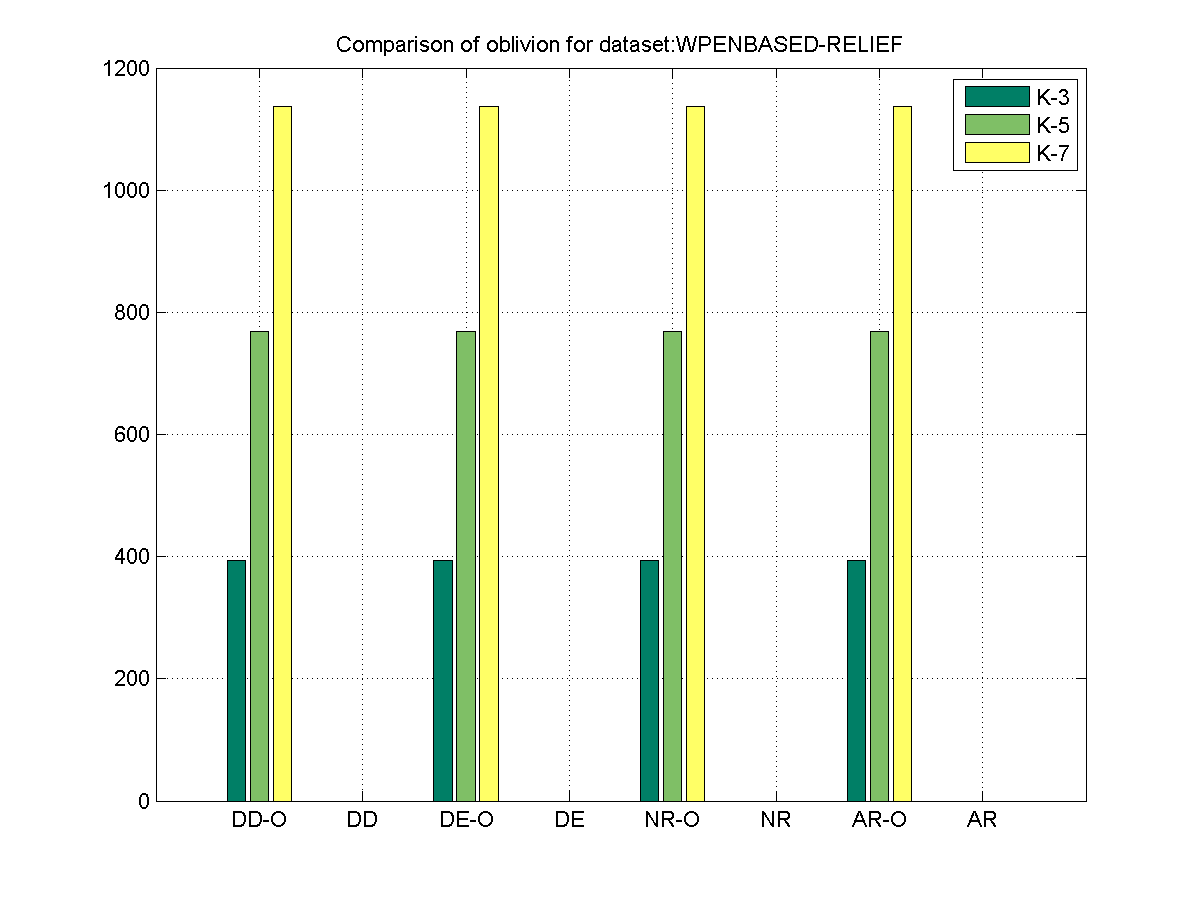 Comparison of oblivion for dataset:WPENBASED-RELIEF
1200
1000
800
600
400
200
0
K-3
K-5
K-7
DD-O DD DE-O DE NR-O NR AR-O AR